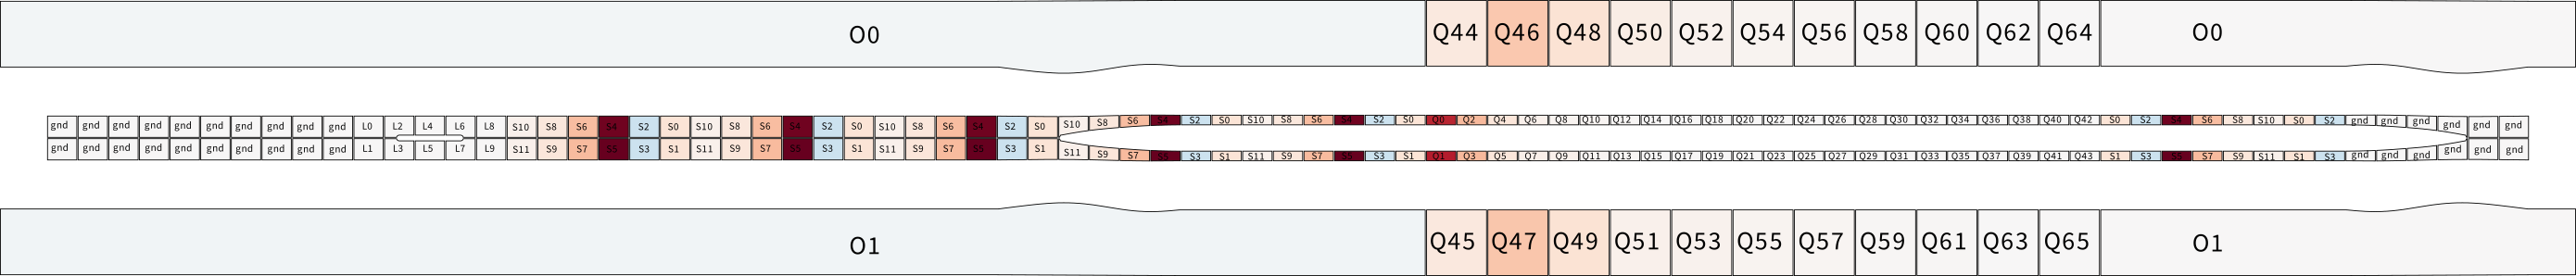 O0 Q44 Q46 Q48 Q50 Q52 Q54 Q56 Q58 Q60 Q62 Q64 O0
gnd gnd gnd gnd gnd gnd gnd gnd gnd gnd L0 L2 L4 L6 L8 S10 S8 S6 S4 S2 S0 S10 S8 S6 S4 S2 S0 S10 S8 S6 S4 S2 S0 S10 S8 S6 S4 S2 S0 S10 S8 S6 S4 S2 S0 Q0 Q2 Q4 Q6 Q8 Q10 Q12 Q14 Q16 Q18 Q20 Q22 Q24 Q26 Q28 Q30 Q32 Q34 Q36 Q38 Q40 Q42 S0 S2 S4 S6 S8 S10 S0 S2 gnd gnd gnd gnd gnd gnd
gnd gnd gnd gnd gnd gnd gnd gnd gnd gnd L1 L3 L5 L7 L9 S11 S9 S7 S5 S3 S1 S11 S9 S7 S5 S3 S1 S11 S9 S7 S5 S3 S1 S11 S9 S7 S5 S3 S1 S11 S9 S7 S5 S3 S1 Q1 Q3 Q5 Q7 Q9 Q11 Q13 Q15 Q17 Q19 Q21 Q23 Q25 Q27 Q29 Q31 Q33 Q35 Q37 Q39 Q41 Q43 S1 S3 S5 S7 S9 S11 S1 S3 gnd gnd gnd gnd gnd gnd
O1 Q45 Q47 Q49 Q51 Q53 Q55 Q57 Q59 Q61 Q63 Q65 O1